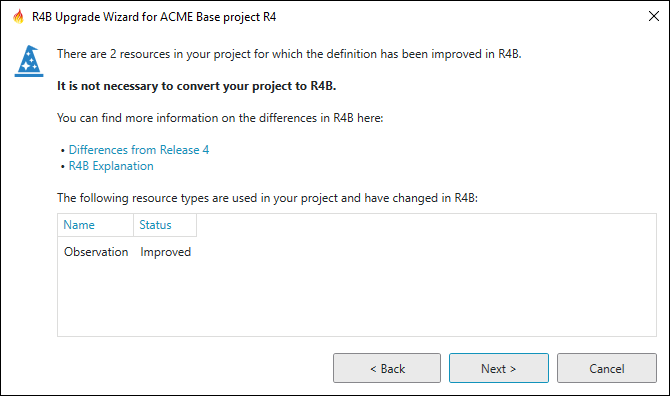 R4B Upgrade Wizard for ACME Base project R4
There are 2 resources in your project for which the definition has been improved in R4B.
It is not necessary to convert your project to R4B.
You can find more information on the differences in R4B here:
• Differences from Release 4
• R4B Explanation
The following resource types are used in your project and have changed in R4B:
Name Status
Observation Improved
< Back Next > Cancel